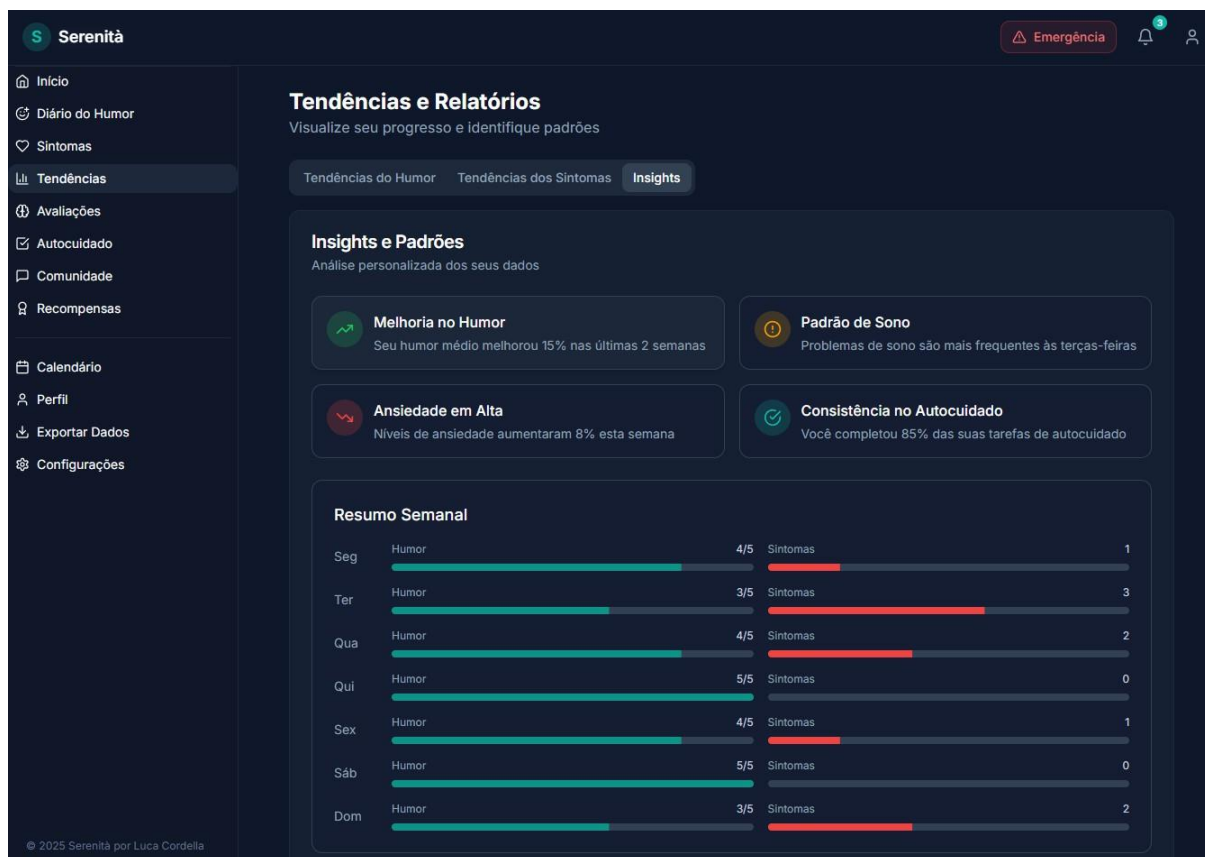 S Serenità
Emergência
3
Início
Diário do Humor
Sintomas
Tendências
Avaliações
Autocuidado
Comunidade
Recompensas
Calendário
Perfil
Exportar Dados
Configurações
© 2025 Serenità por Luca Cordella
Tendências e Relatórios
Visualize seu progresso e identifique padrões
Tendências do Humor Tendências dos Sintomas Insights
Insights e Padrões
Análise personalizada dos seus dados
Melhoria no Humor
Seu humor médio melhorou 15% nas últimas 2 semanas
Padrão de Sono
Problemas de sono são mais frequentes às terças-feiras
Ansiedade em Alta
Níveis de ansiedade aumentaram 8% esta semana
Consistência no Autocuidado
Você completou 85% das suas tarefas de autocuidado
Resumo Semanal
Seg Humor 4/5 Sintomas 1
Ter Humor 3/5 Sintomas 3
Qua Humor 4/5 Sintomas 2
Qui Humor 5/5 Sintomas 0
Sex Humor 4/5 Sintomas 1
Sáb Humor 5/5 Sintomas 0
Dom Humor 3/5 Sintomas 2